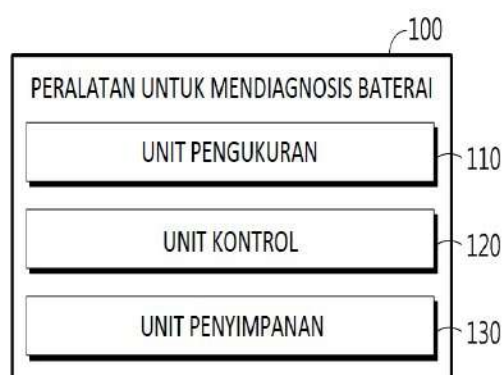 100
PERALATAN UNTUK MENDIAGNOSIS BATERAI
UNIT PENGUKURAN
110
UNIT KONTROL
120
UNIT PENYIMPANAN
130